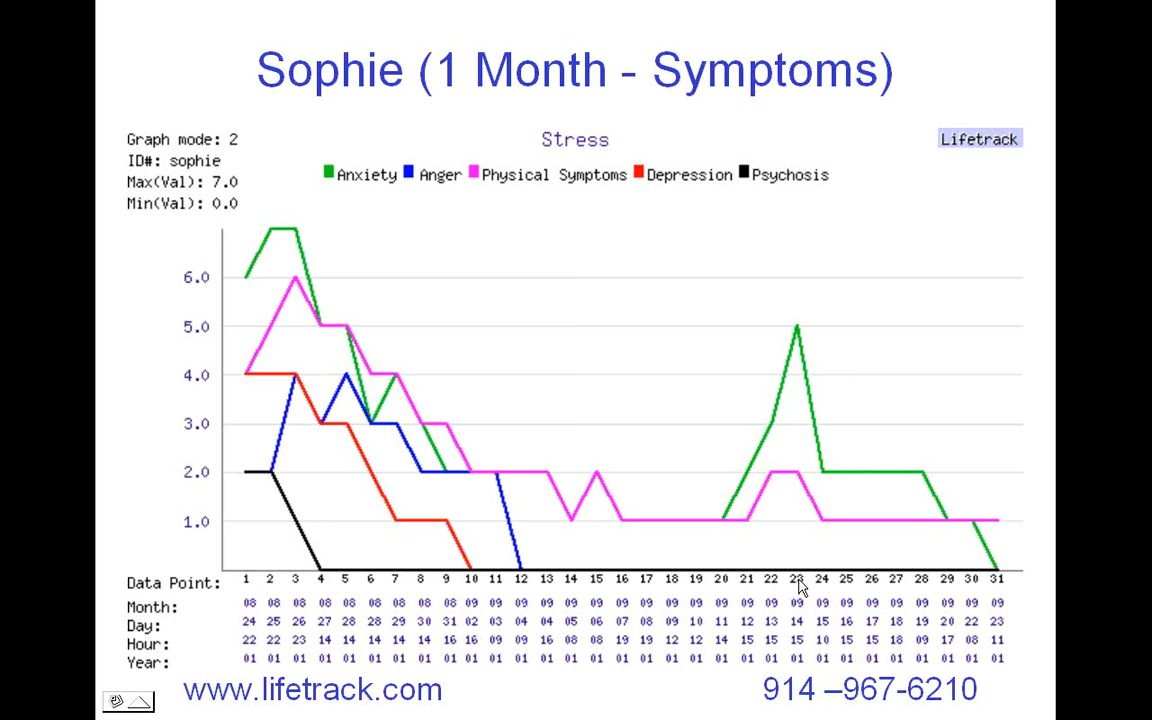 Sophie (1 Month - Symptoms)
Graph mode: 2
Stress
Lifetrack
ID#: sophie
Anxiety Anger Physical Symptoms Depression Psychosis
Max(Val): 7.0
Min(Val): 0.0
6.0
5.0
4.0
3.0
2.0
1.0
Data Point: 1 2 3 4 5 6 7 8 9 10 11 12 13 14 15 16 17 18 19 20 21 22 23 24 25 26 27 28 29 30 31
Month: 08 08 08 08 08 08 08 08 08 09 09 09 09 09 09 09 09 09 09 09 09 09 09 09 09 09 09 09 09 09 09
Day: 24 25 26 27 28 28 29 30 31 02 03 04 04 05 06 07 08 09 10 11 12 13 14 15 16 17 18 19 20 22 23
Hour: 22 22 23 14 14 14 14 14 16 16 09 09 16 08 08 19 19 12 12 08 14 15 15 10 15 15 18 09 17 08 11
Year: 01 01 01 01 01 01 01 01 01 01 01 01 01 01 01 01 01 01 01 01 01 01 01 01 01 01 01 01 01 01 01
www.lifetrack.com
914 –967-6210